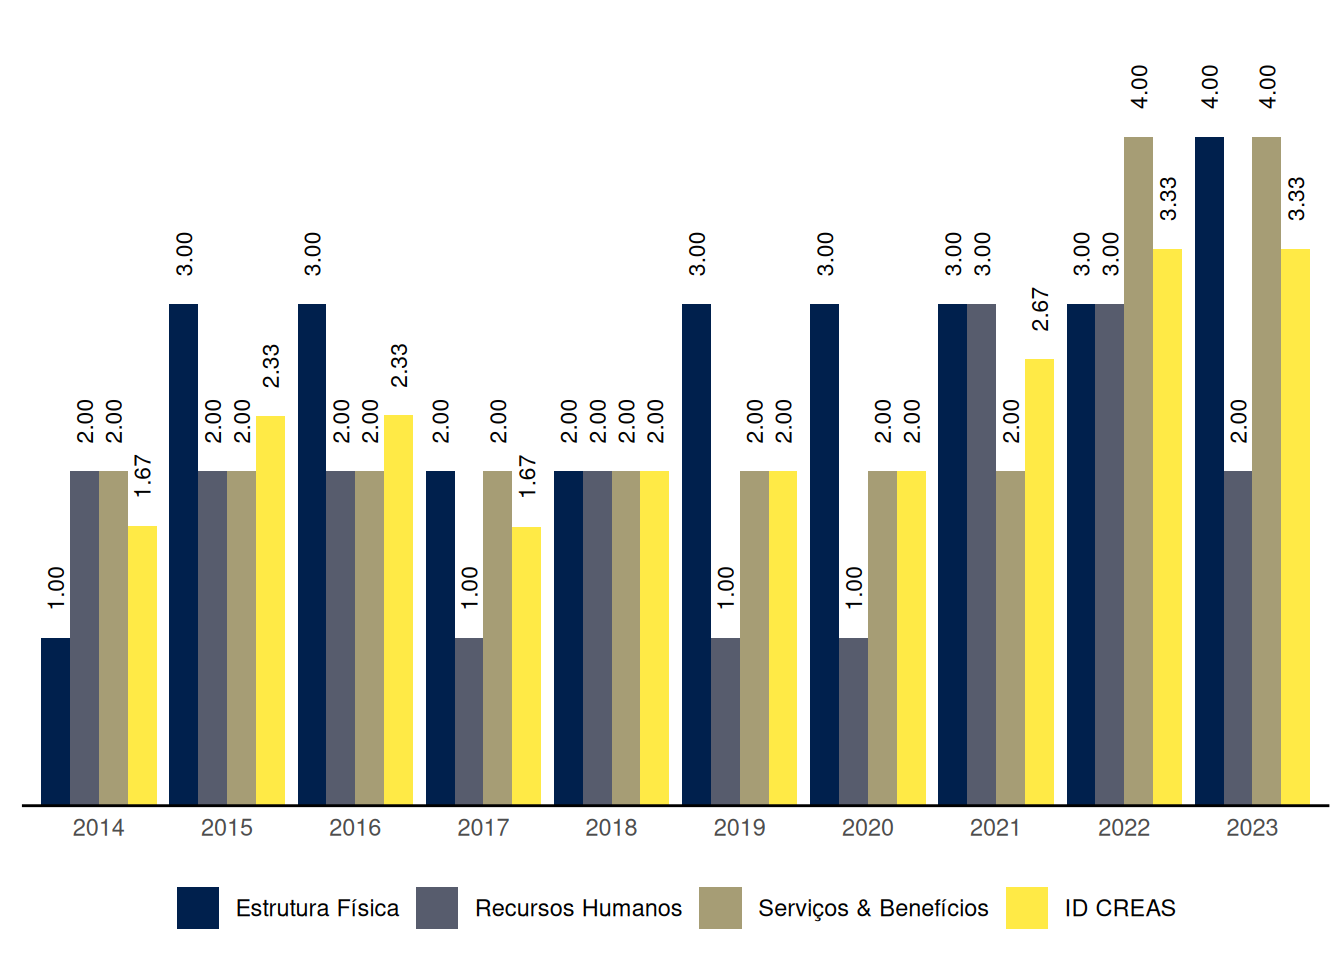 4.00 4.00 4.00
3.33 3.33
3.00 3.00 3.00 3.00 3.00 3.00 3.00 3.00
2.67
2.33 2.33
2.00 2.00 2.00 2.00 2.00 2.00 2.00 2.00 2.00 2.00 2.00 2.00 2.00 2.00 2.00 2.00 2.00 2.00
1.67 1.67
1.00 1.00 1.00 1.00
2014 2015 2016 2017 2018 2019 2020 2021 2022 2023
Estrutura Física Recursos Humanos Serviços & Benefícios ID CREAS